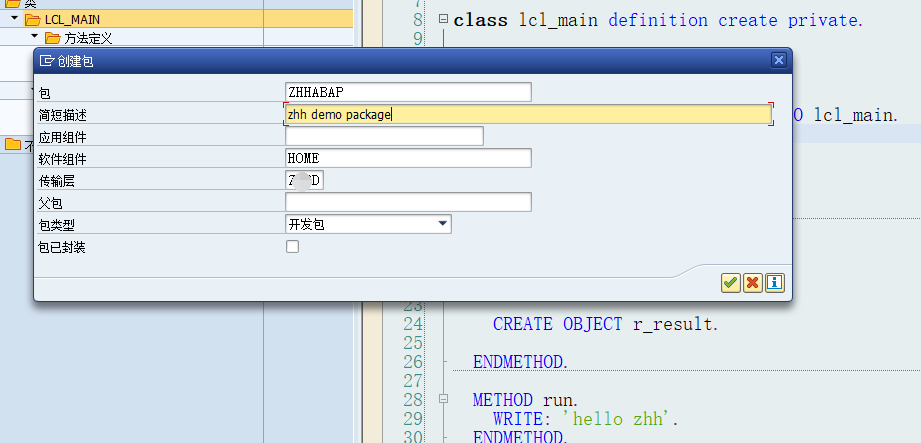 类
LCL_MAIN
方法定义
8 class lcl_main definition create private.
9
创建包
包 ZHHABAP
简短描述 zhh demo package
O lcl_main.
应用组件
软件组件 HOME
传输层
父包
包类型 开发包
包已封装
23
24 CREATE OBJECT r_result.
25
26 ENDMETHOD.
27
28 METHOD run.
29 WRITE: 'hello zhh'.
30 ENDMETHOD.